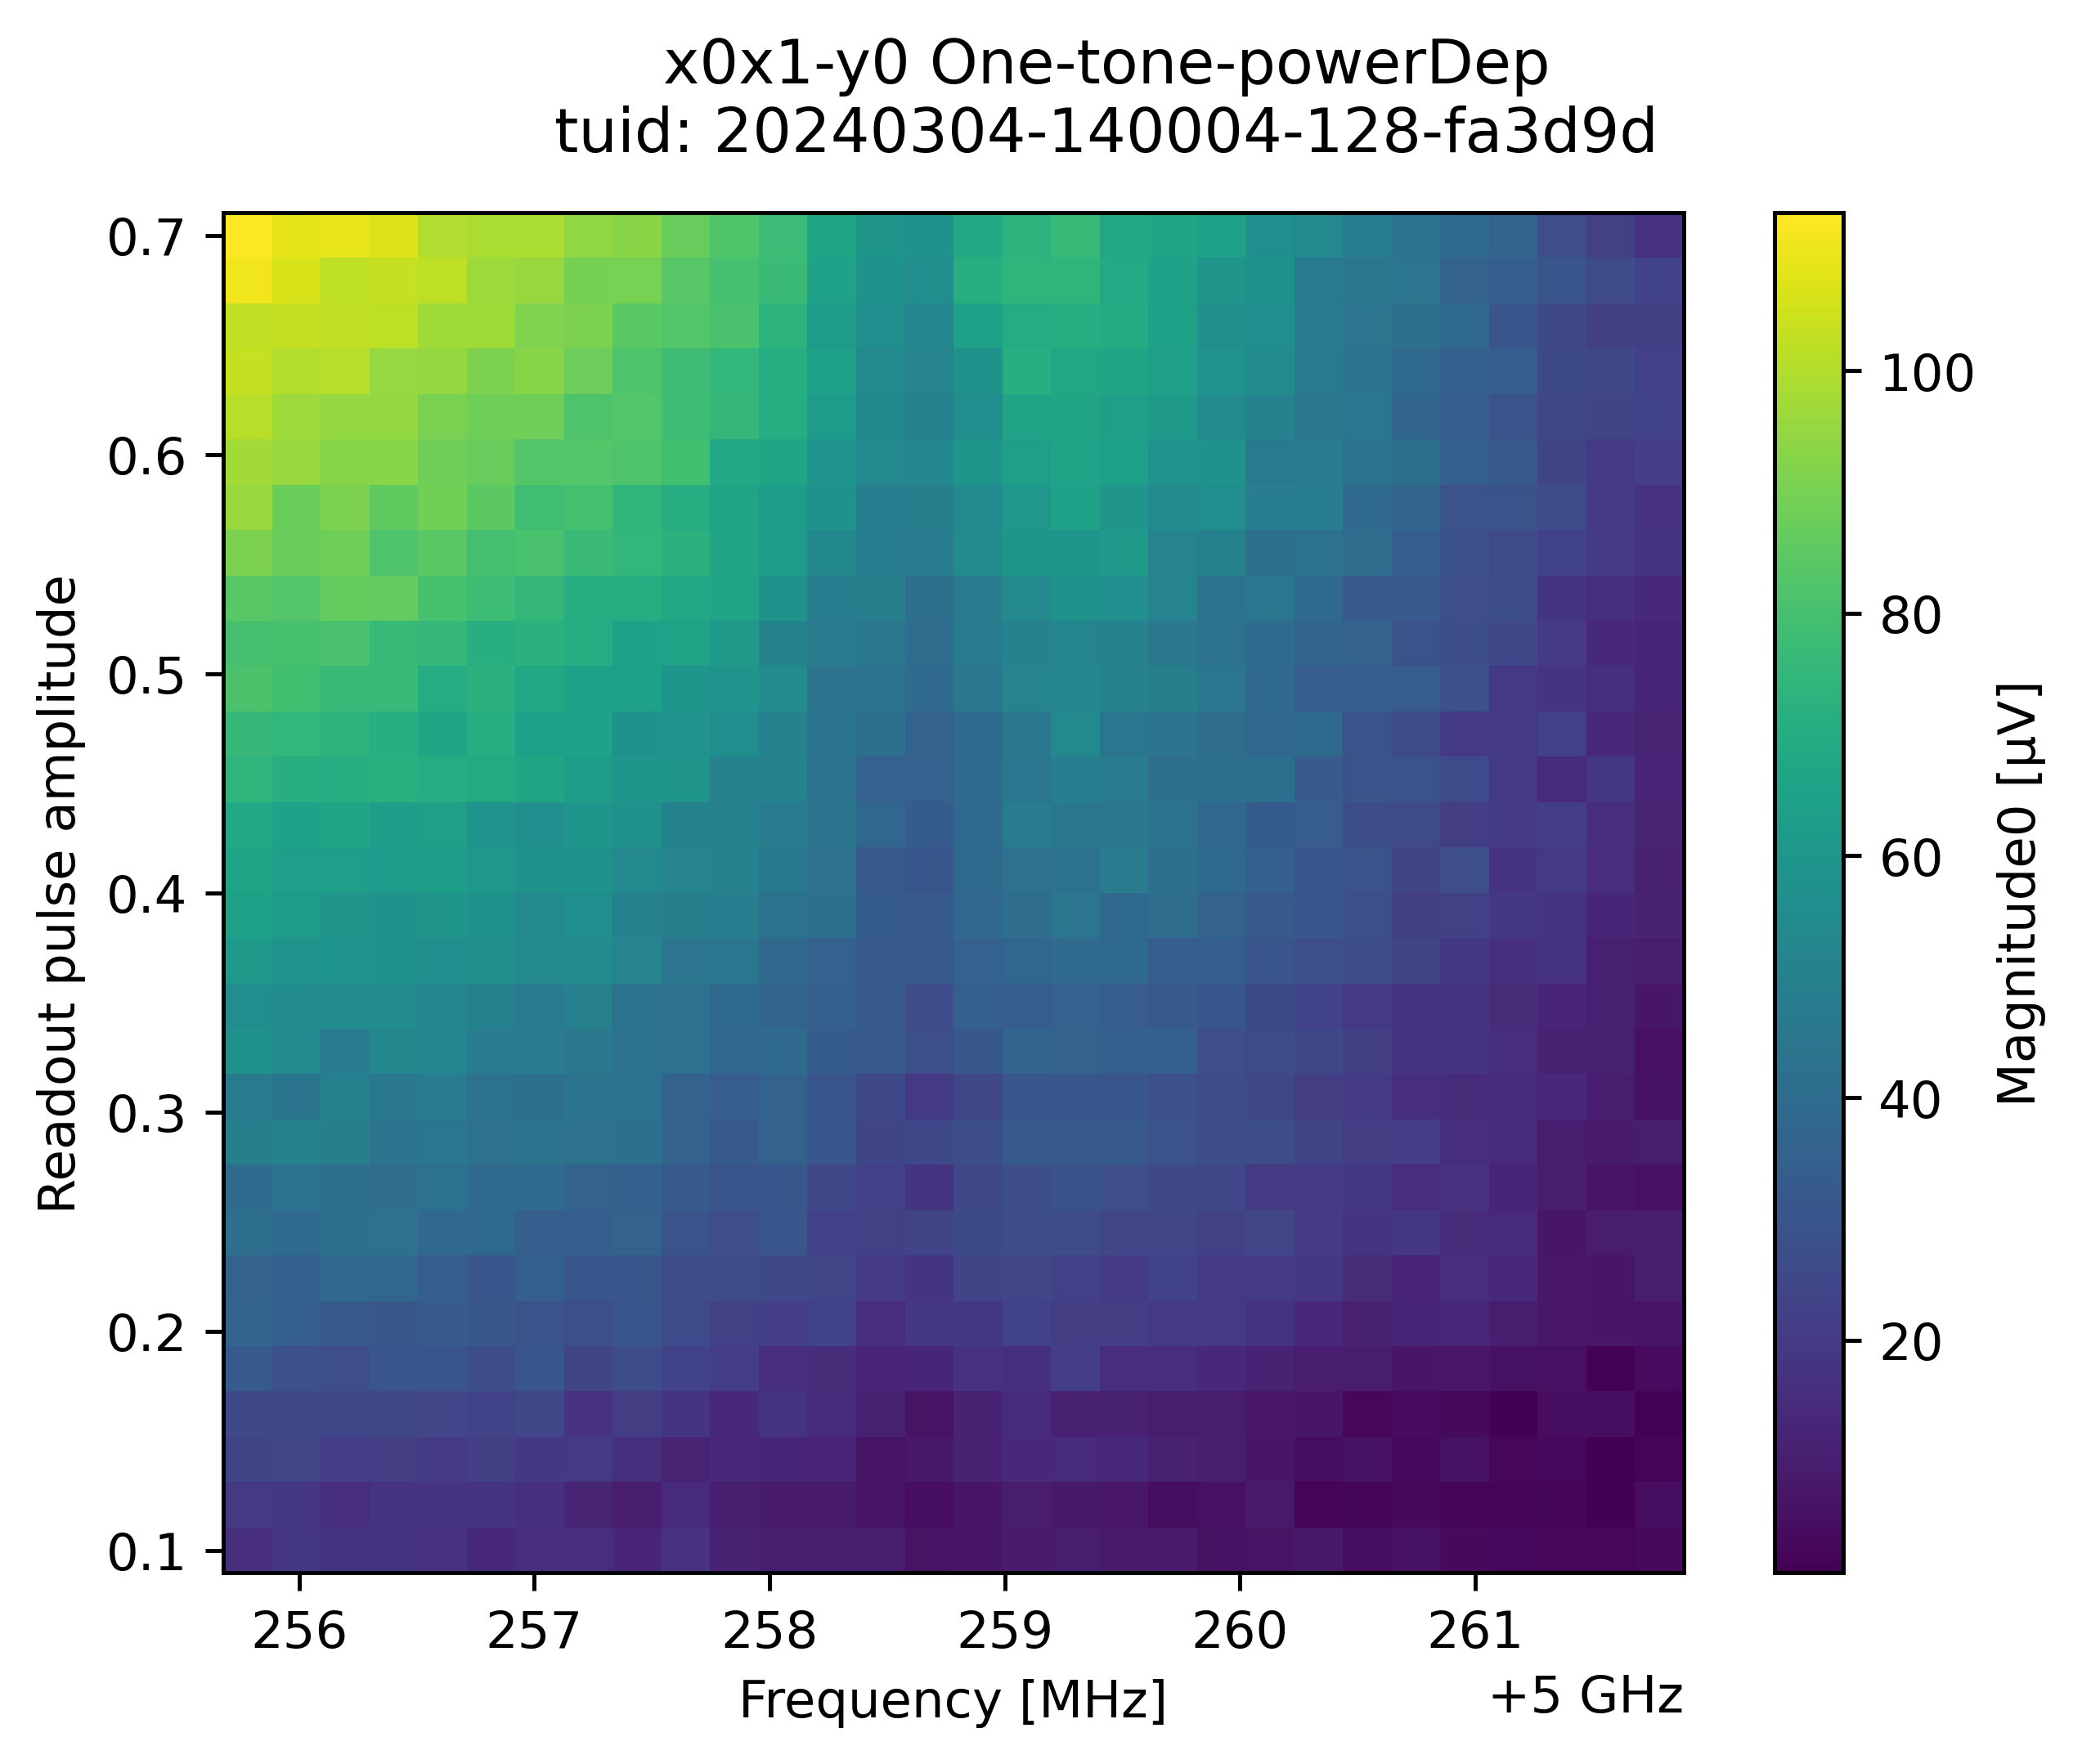 x0x1-y0 One-tone-powerDep
tuid: 20240304-140004-128-fa3d9d
Readout pulse amplitude
0.7
0.6
0.5
0.4
0.3
0.2
0.1
256 257 258 259 260 261
Frequency [MHz]
+5 GHz
100
80
60
40
20
Magnitude0 [µV]